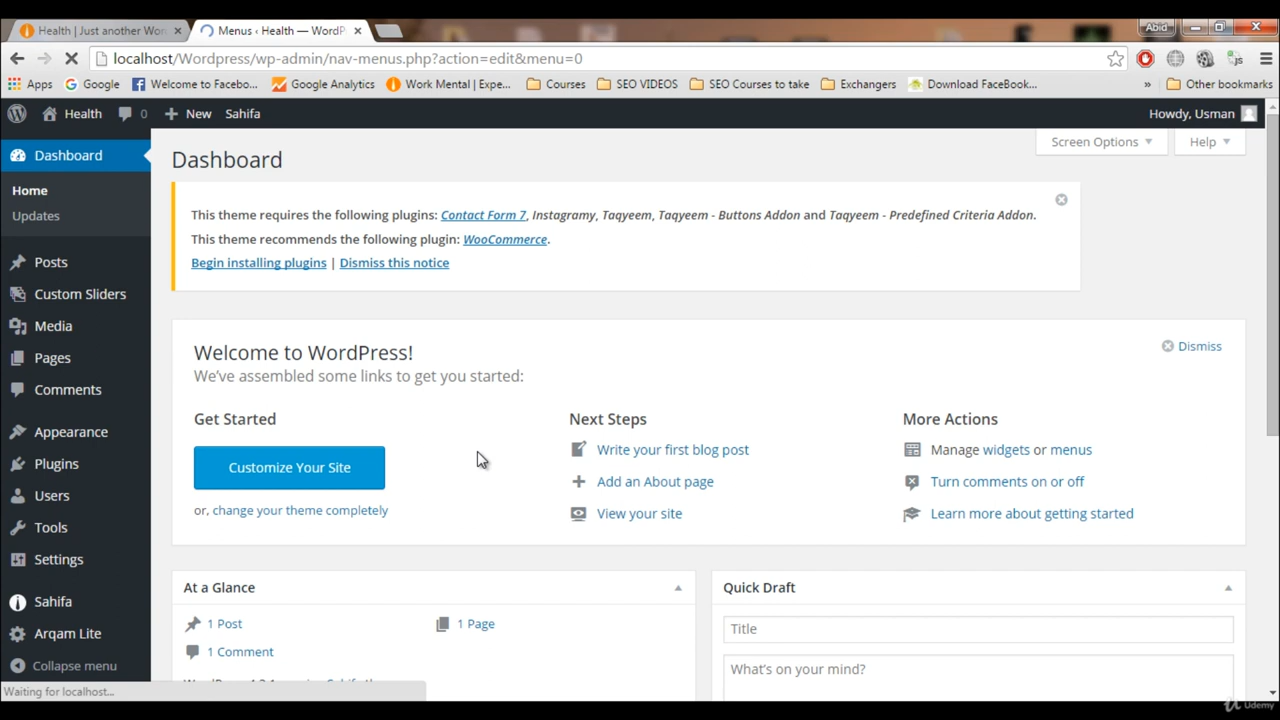 Health | Just another Wor
Menus ‹ Health — WordP
Abid
localhost/Wordpress/wp-admin/nav-menus.php?action=edit&menu=0
Apps
Google
Welcome to Facebo...
Google Analytics
Work Mental | Expe...
Courses
SEO VIDEOS
SEO Courses to take
Exchangers
Download FaceBook...
»
Other bookmarks
Health
0
New
Sahifa
Howdy, Usman
Screen Options
Help
Dashboard
Home
Updates
Posts
Custom Sliders
Media
Pages
Comments
Appearance
Plugins
Users
Tools
Settings
Sahifa
Arqam Lite
Collapse menu
Dashboard
This theme requires the following plugins: Contact Form 7, Instagramy, Taqyeem, Taqyeem - Buttons Addon and Taqyeem - Predefined Criteria Addon.
This theme recommends the following plugin: WooCommerce.
Begin installing plugins | Dismiss this notice
Welcome to WordPress!
We've assembled some links to get you started:
Dismiss
Get Started
Customize Your Site
or, change your theme completely
Next Steps
Write your first blog post
Add an About page
View your site
More Actions
Manage widgets or menus
Turn comments on or off
Learn more about getting started
At a Glance
1 Post
1 Page
1 Comment
Quick Draft
Title
What's on your mind?
Waiting for localhost...
Udemy